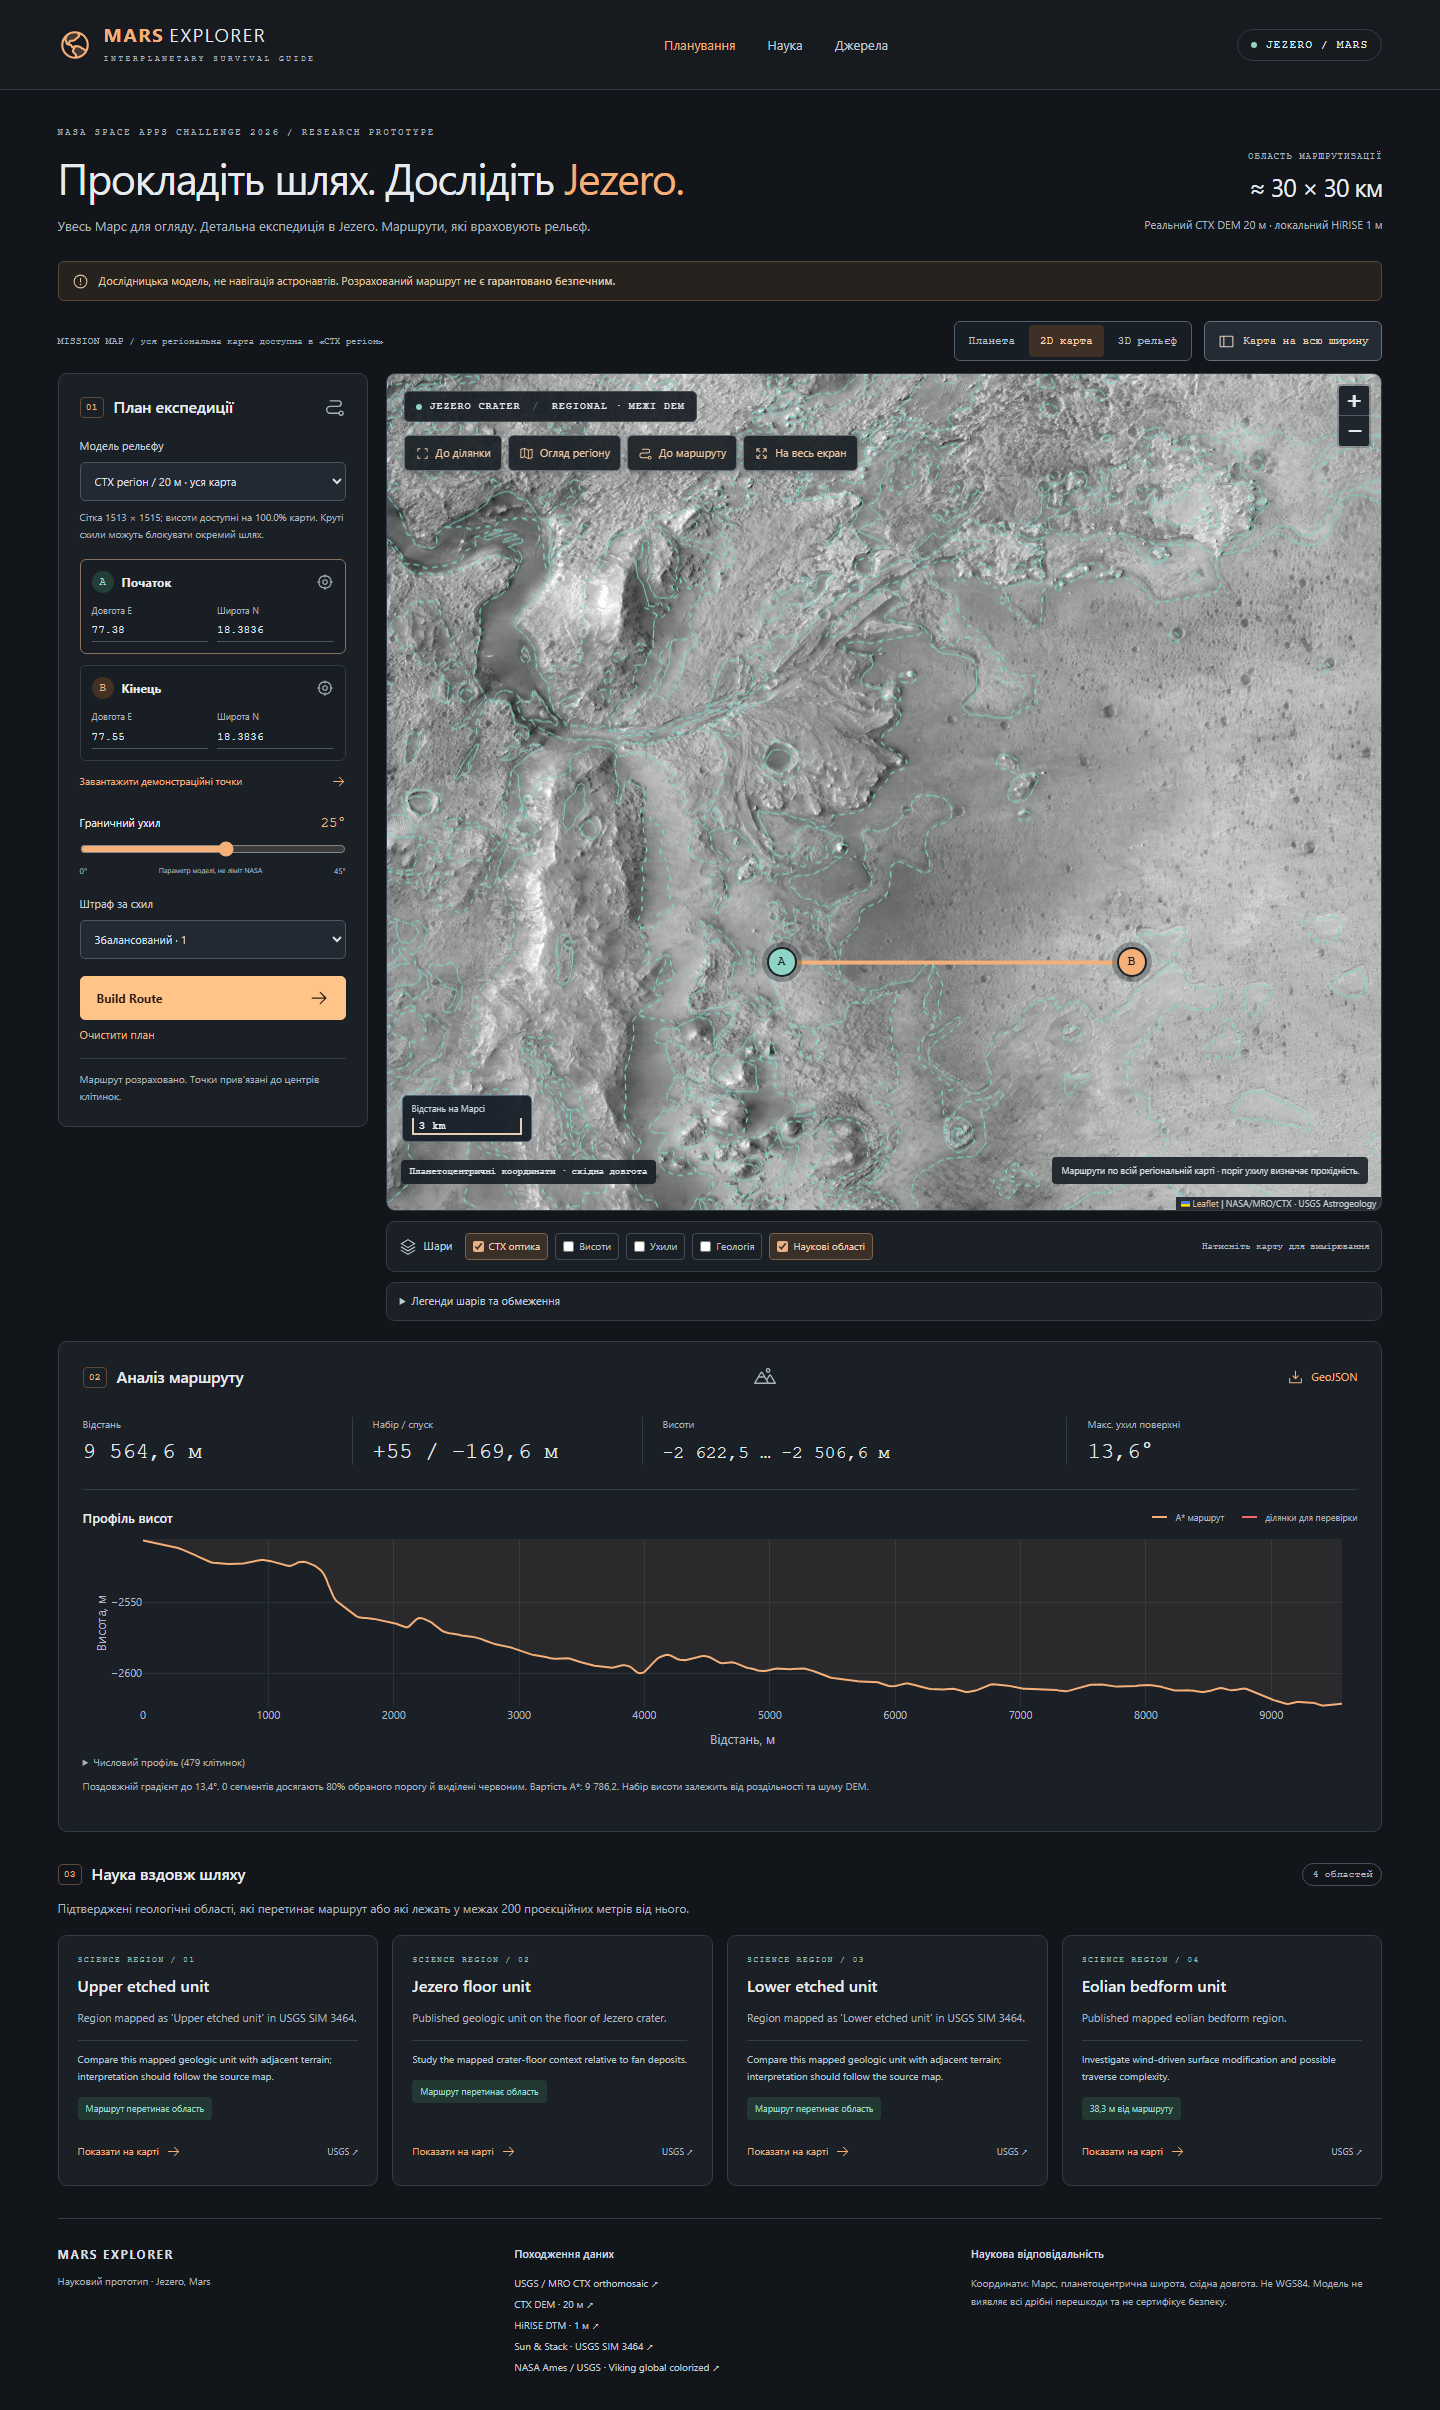 MARS EXPLORER
INTERPLANETARY SURVIVAL GUIDE
Планування
Наука
Джерела
JEZERO / MARS
NASA SPACE APPS CHALLENGE 2026 / RESEARCH PROTOTYPE
Прокладіть шлях. Дослідіть Jezero.
Увесь Марс для огляду. Детальна експедиція в Jezero. Маршрути, які враховують рельєф.
ОБЛАСТЬ МАРШРУТИЗАЦІЇ
≈ 30 × 30 км
Реальний CTX DEM 20 м · локальний HiRISE 1 м
Дослідницька модель, не навігація астронавтів. Розрахований маршрут не є гарантовано безпечним.
MISSION MAP / уся регіональна карта доступна в «CTX регіон»
Планета
2D карта
3D рельєф
Карта на всю ширину
01
План експедиції
Модель рельєфу
CTX регіон / 20 м · уся карта
Сітка 1513 × 1515; висоти доступні на 100.0% карти. Круті
схили можуть блокувати окремий шлях.
A
Початок
Довгота E
Широта N
77.38
18.3836
B
Кінець
Довгота E
Широта N
77.55
18.3836
Завантажити демонстраційні точки
Граничний ухил
25°
0°
Параметр моделі, не ліміт NASA
45°
Штраф за схил
Збалансований · 1
Build Route
Очистити план
Маршрут розраховано. Точки прив'язані до центрів
клітинок.
JEZERO CRATER / REGIONAL · МЕЖІ DEM
До ділянки
Огляд регіону
До маршруту
На весь екран
+
−
A
B
Відстань на Марсі
3 km
Планетоцентричні координати · східна довгота
Маршрути по всій регіональній карті · поріг ухилу визначає прохідність.
Leaflet | NASA/MRO/CTX · USGS Astrogeology
Шари
CTX оптика
Висоти
Ухили
Геологія
Наукові області
Натисніть карту для вимірювання
Легенди шарів та обмеження
02
Аналіз маршруту
GeoJSON
Відстань
9 564,6 м
Набір / спуск
+55 / −169,6 м
Висоти
−2 622,5 … −2 506,6 м
Макс. ухил поверхні
13,6°
Профіль висот
A* маршрут
ділянки для перевірки
Висота, м
−2550
−2600
0
1000
2000
3000
4000
5000
6000
7000
8000
9000
Відстань, м
Числовий профіль (479 клітинок)
Поздовжній градієнт до 13,4°. 0 сегментів досягають 80% обраного порогу й виділені червоним. Вартість A*: 9 786,2. Набір висоти залежить від роздільності та шуму DEM.
03
Наука вздовж шляху
4 областей
Підтверджені геологічні області, які перетинає маршрут або які лежать у межах 200 проєкційних метрів від нього.
SCIENCE REGION / 01
Upper etched unit
Region mapped as 'Upper etched unit' in USGS SIM 3464.
Compare this mapped geologic unit with adjacent terrain;
interpretation should follow the source map.
Маршрут перетинає область
Показати на карті
USGS ↗
SCIENCE REGION / 02
Jezero floor unit
Published geologic unit on the floor of Jezero crater.
Study the mapped crater-floor context relative to fan deposits.
Маршрут перетинає область
Показати на карті
USGS ↗
SCIENCE REGION / 03
Lower etched unit
Region mapped as 'Lower etched unit' in USGS SIM 3464.
Compare this mapped geologic unit with adjacent terrain;
interpretation should follow the source map.
Маршрут перетинає область
Показати на карті
USGS ↗
SCIENCE REGION / 04
Eolian bedform unit
Published mapped eolian bedform region.
Investigate wind-driven surface modification and possible
traverse complexity.
38,3 м від маршруту
Показати на карті
USGS ↗
MARS EXPLORER
Науковий прототип · Jezero, Mars
Походження даних
USGS / MRO CTX orthomosaic ↗
CTX DEM · 20 м ↗
HiRISE DTM · 1 м ↗
Sun & Stack · USGS SIM 3464 ↗
NASA Ames / USGS · Viking global colorized ↗
Наукова відповідальність
Координати: Марс, планетоцентрична широта, східна довгота. Не WGS84. Модель не
виявляє всі дрібні перешкоди та не сертифікує безпеку.